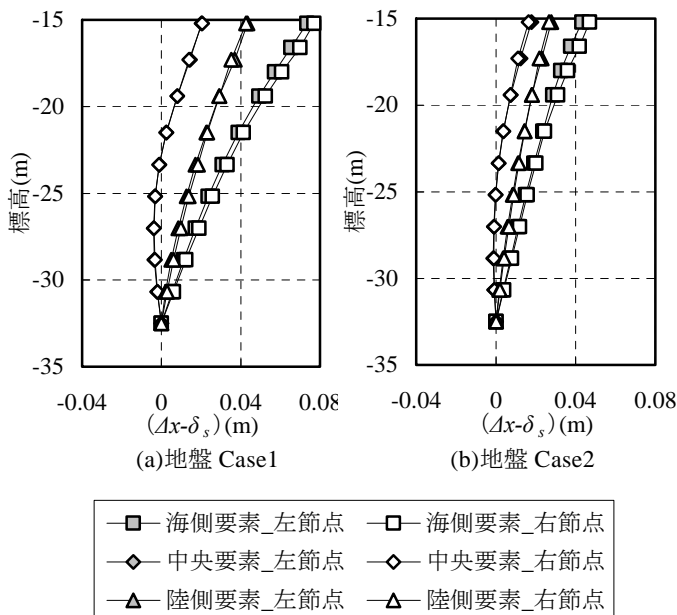 -15
-20
-25
-30
-35
標高(m)
-0.04
0
0.04
0.08
(Δx-δs)(m)
(a)地盤 Case1
-15
-20
-25
-30
-35
標高(m)
-0.04
0
0.04
0.08
(Δx-δs)(m)
(b)地盤 Case2
海側要素_左節点
海側要素_右節点
中央要素_左節点
中央要素_右節点
陸側要素_左節点
陸側要素_右節点